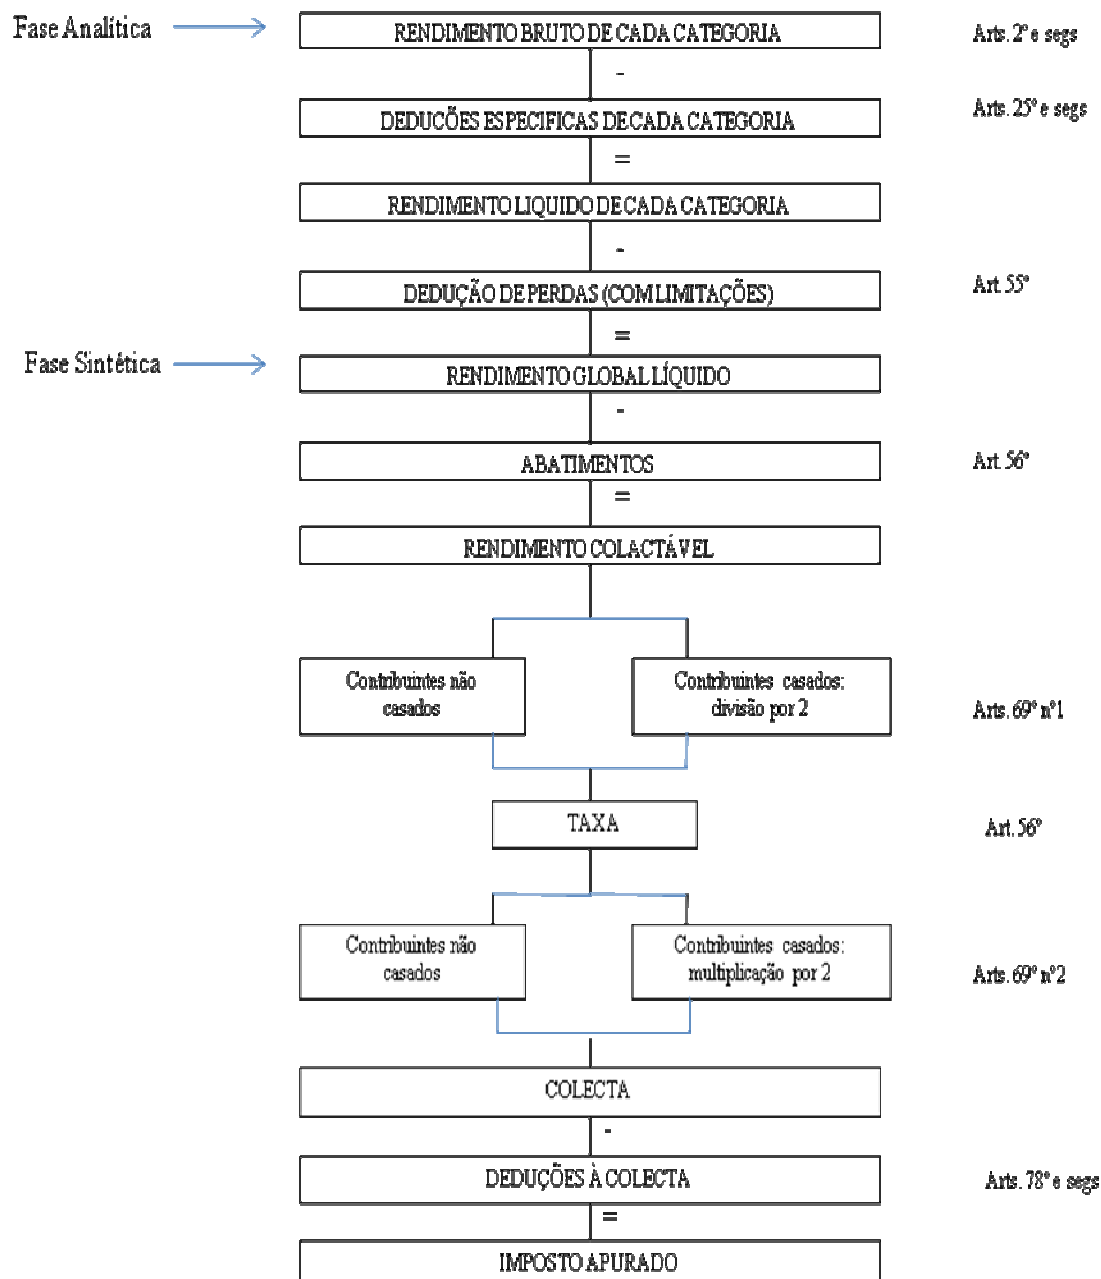 Fase Analítica
RENDIMENTO BRUTO DE CADA CATEGORIA
Arts. 2º e segs
-
DEDUCÕES ESPECIFICAS DE CADA CATEGORIA
Arts. 25º e segs
=
RENDIMENTO LIQUIDO DE CADA CATEGORIA
-
DEDUÇÃO DE PERDAS (COM LIMITAÇÕES)
Art. 55º
=
Fase Sintética
RENDIMENTO GLOBAL LÍQUIDO
-
ABATIMENTOS
Art. 56º
=
RENDIMENTO COLACTÁVEL
Contribuintes não
casados
Contribuintes casados:
divisão por 2
Arts. 69º nº1
TAXA
Art. 56º
Contribuintes não
casados
Contribuintes casados:
multiplicação por 2
Arts. 69º nº2
COLECTA
-
DEDUÇÕES À COLECTA
Arts. 78º e segs
=
IMPOSTO APURADO